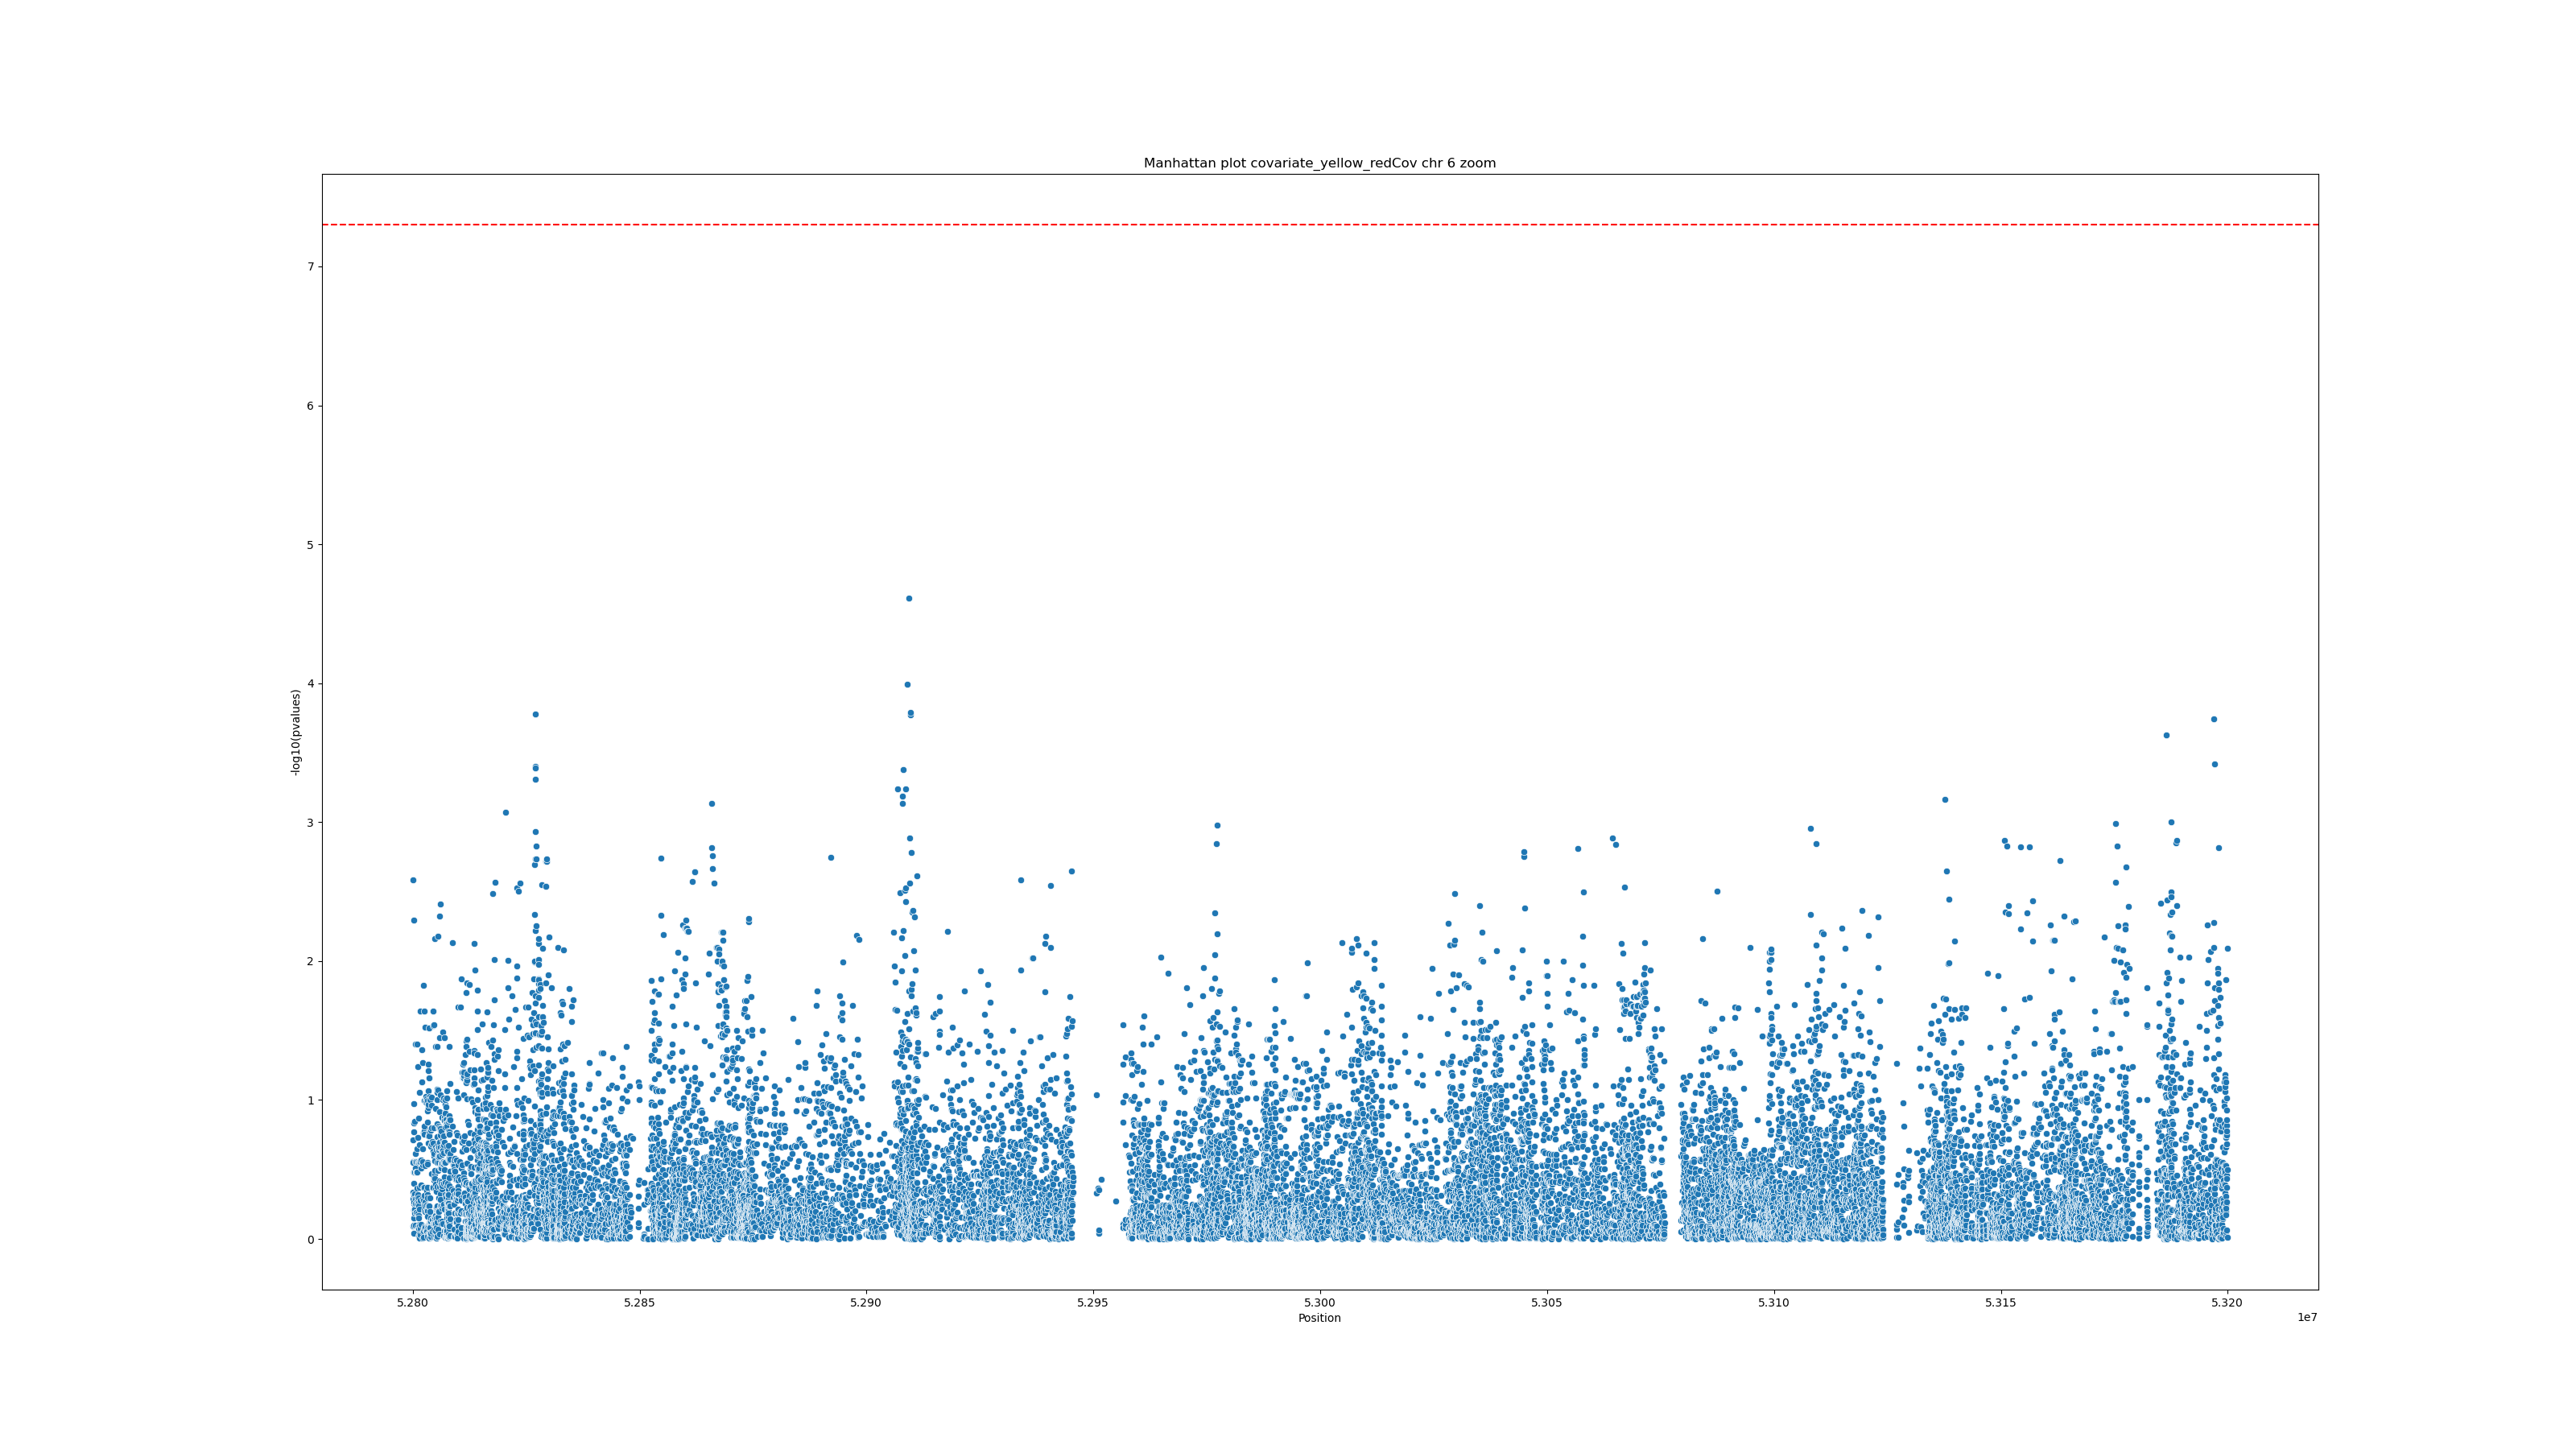 Manhattan plot covariate_yellow_redCov chr 6 zoom
7
6
5
4
3
2
1
0
-log10(pvalues)
5.280 5.285 5.290 5.295 5.300 5.305 5.310 5.315 5.320
Position
1e7